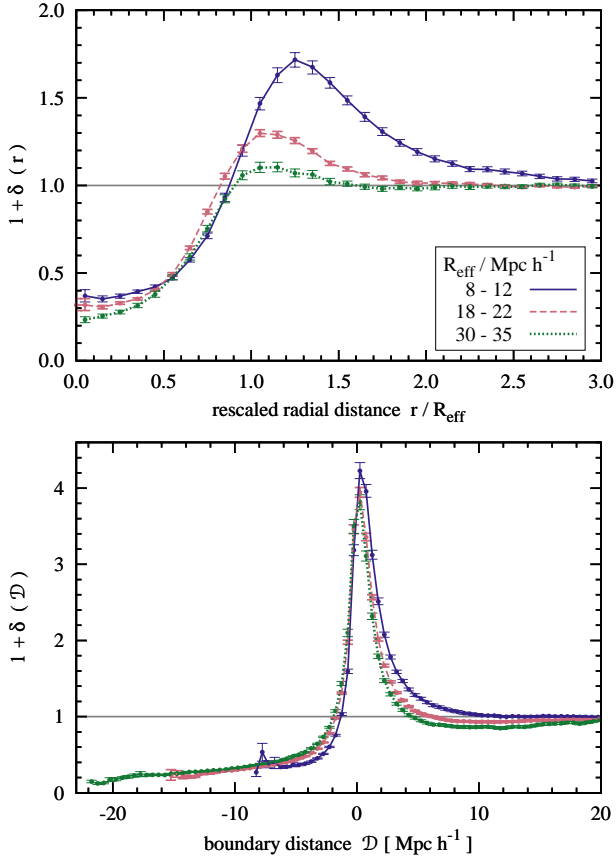 2.0
1.5
1.0
0.5
0.0
1 + δ (r)
R_eff / Mpc h⁻¹
8 - 12
18 - 22
30 - 35
0.0 0.5 1.0 1.5 2.0 2.5 3.0
rescaled radial distance r / R_eff
4
3
2
1
0
1 + δ (𝒟)
-20 -10 0 10 20
boundary distance 𝒟 [ Mpc h⁻¹ ]